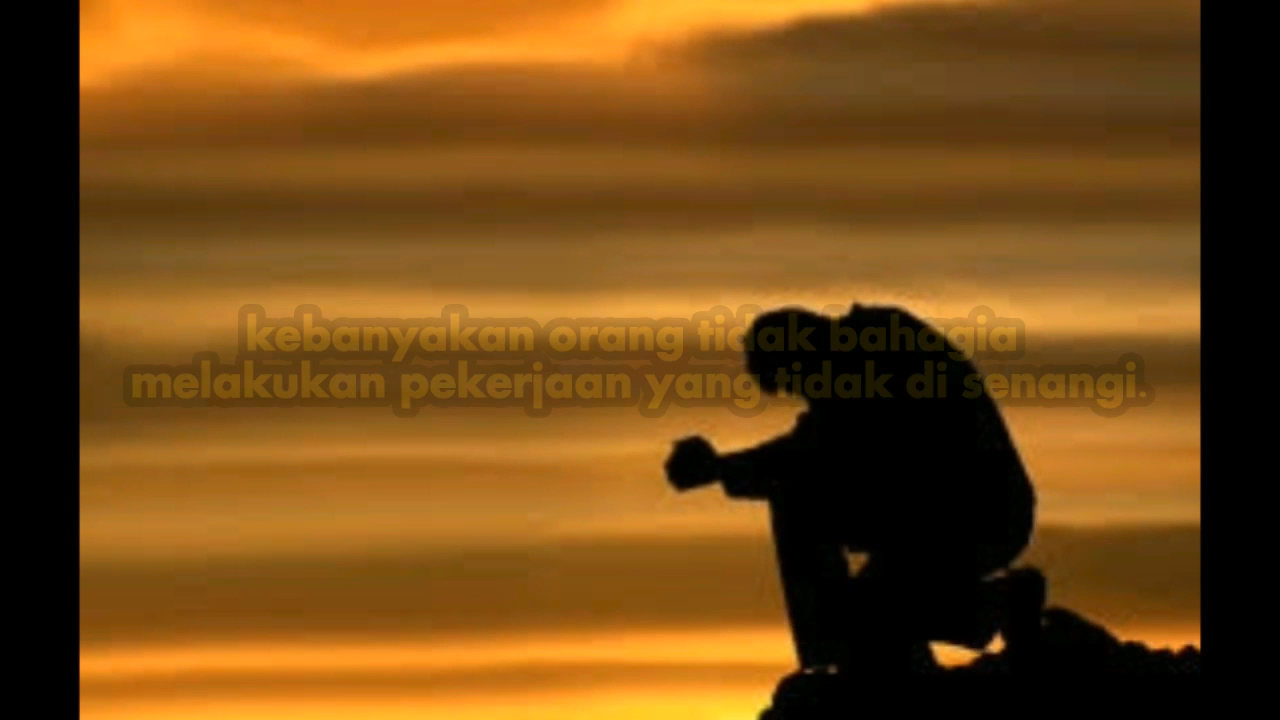 kebanyakan orang tidak bahagia
melakukan pekerjaan yang tidak di senangi.